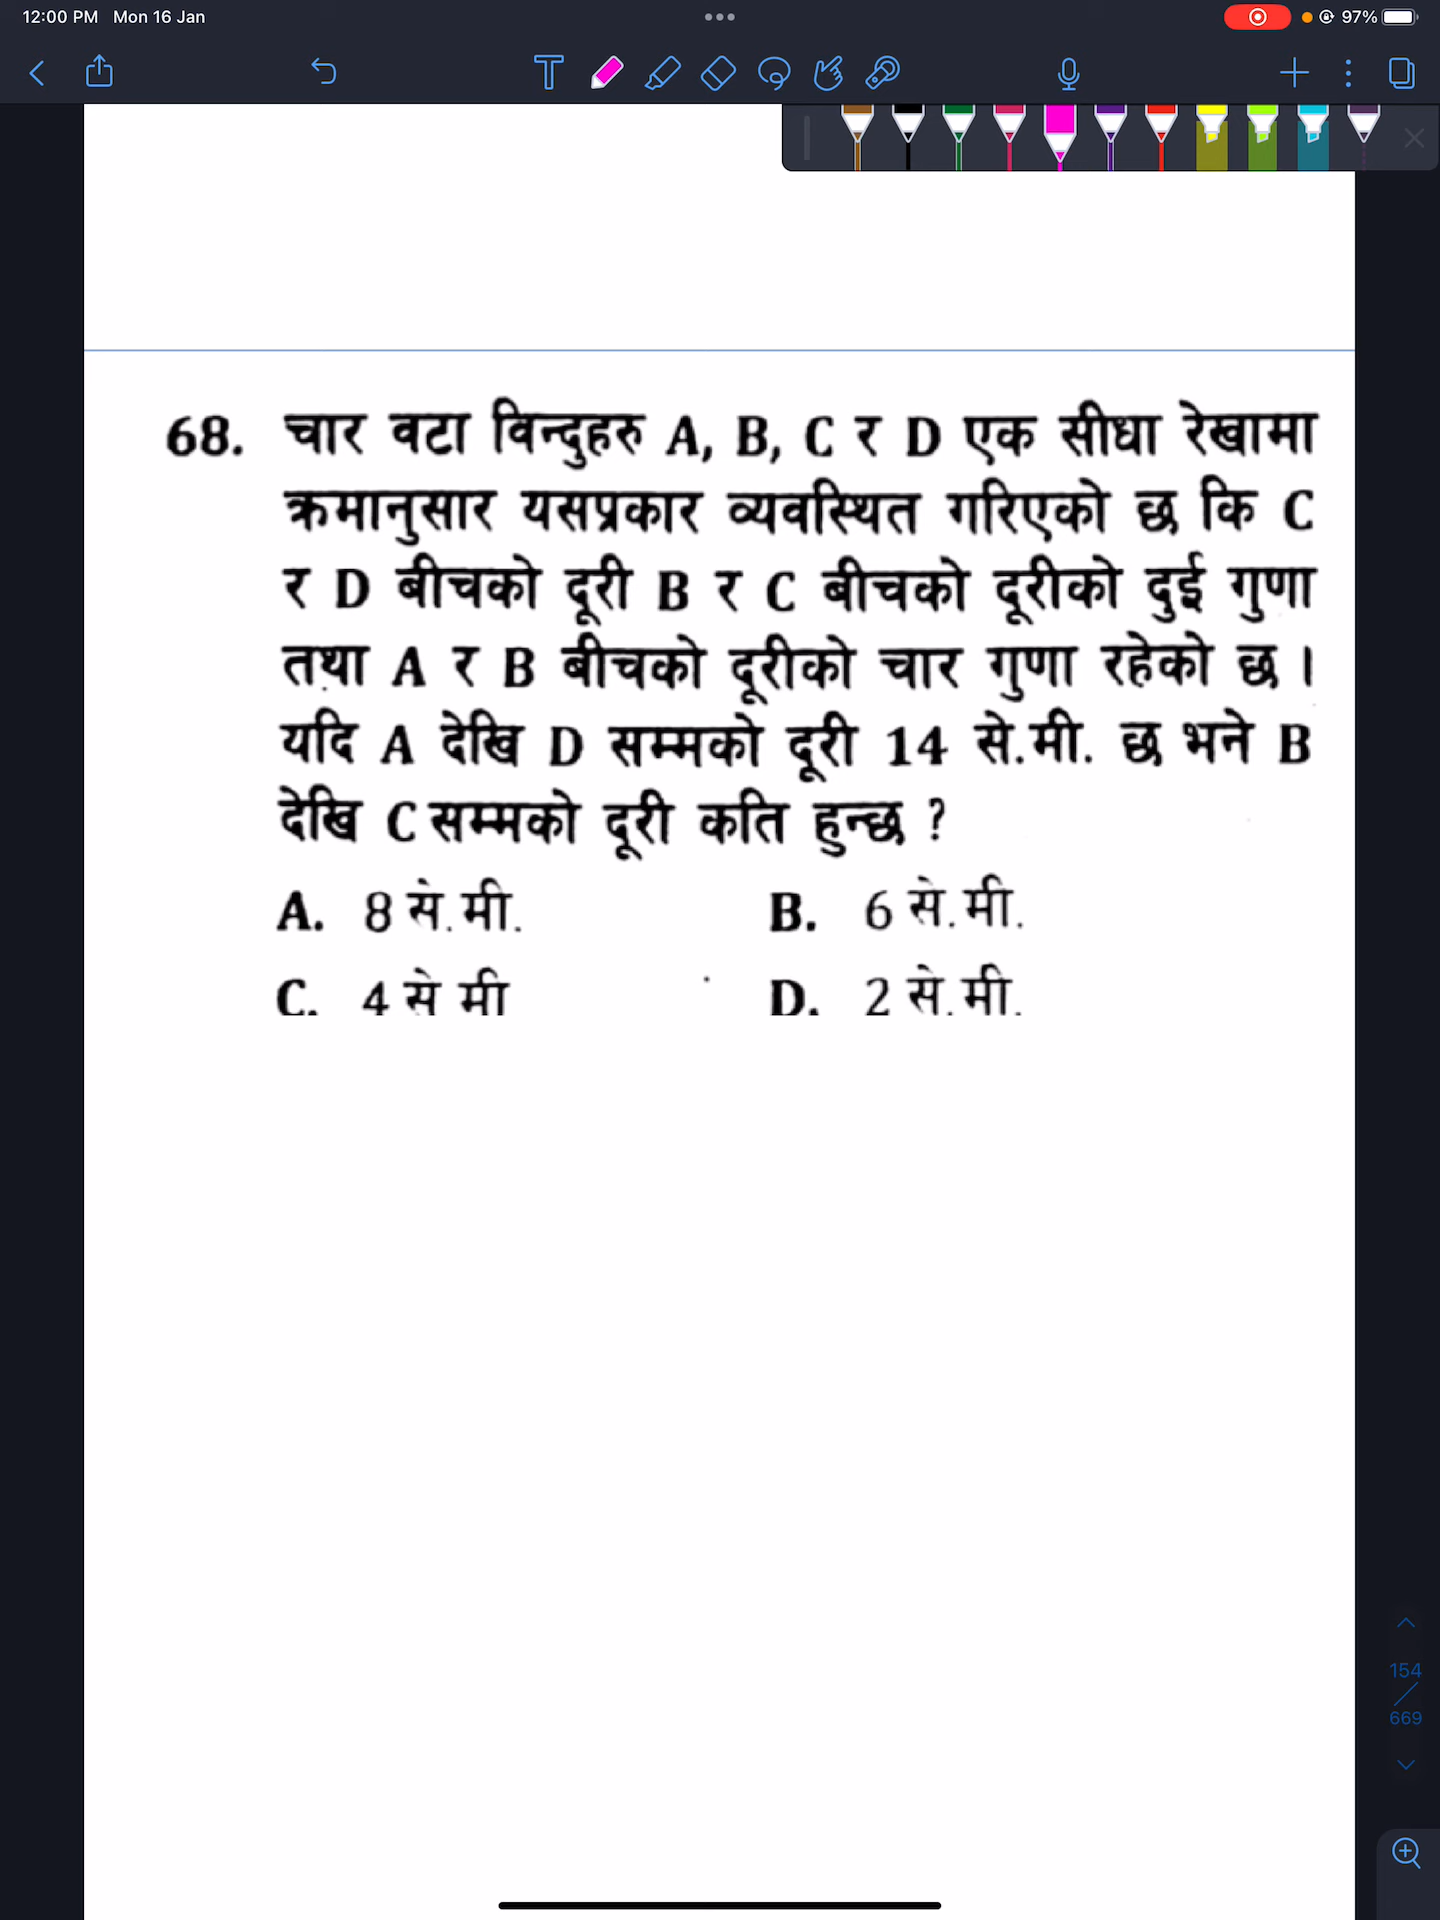 12:00 PM Mon 16 Jan
97%
68. चार वटा विन्दुहरु A, B, C र D एक सीधा रेखामा
क्रमानुसार यसप्रकार व्यवस्थित गरिएको छ कि C
र D बीचको दूरी B र C बीचको दूरीको दुई गुणा
तथा A र B बीचको दूरीको चार गुणा रहेको छ ।
यदि A देखि D सम्मको दूरी 14 से.मी. छ भने B
देखि C सम्मको दूरी कति हुन्छ ?
A. 8 से.मी. B. 6 से.मी.
C. 4 से मी D. 2 से.मी.
154
669